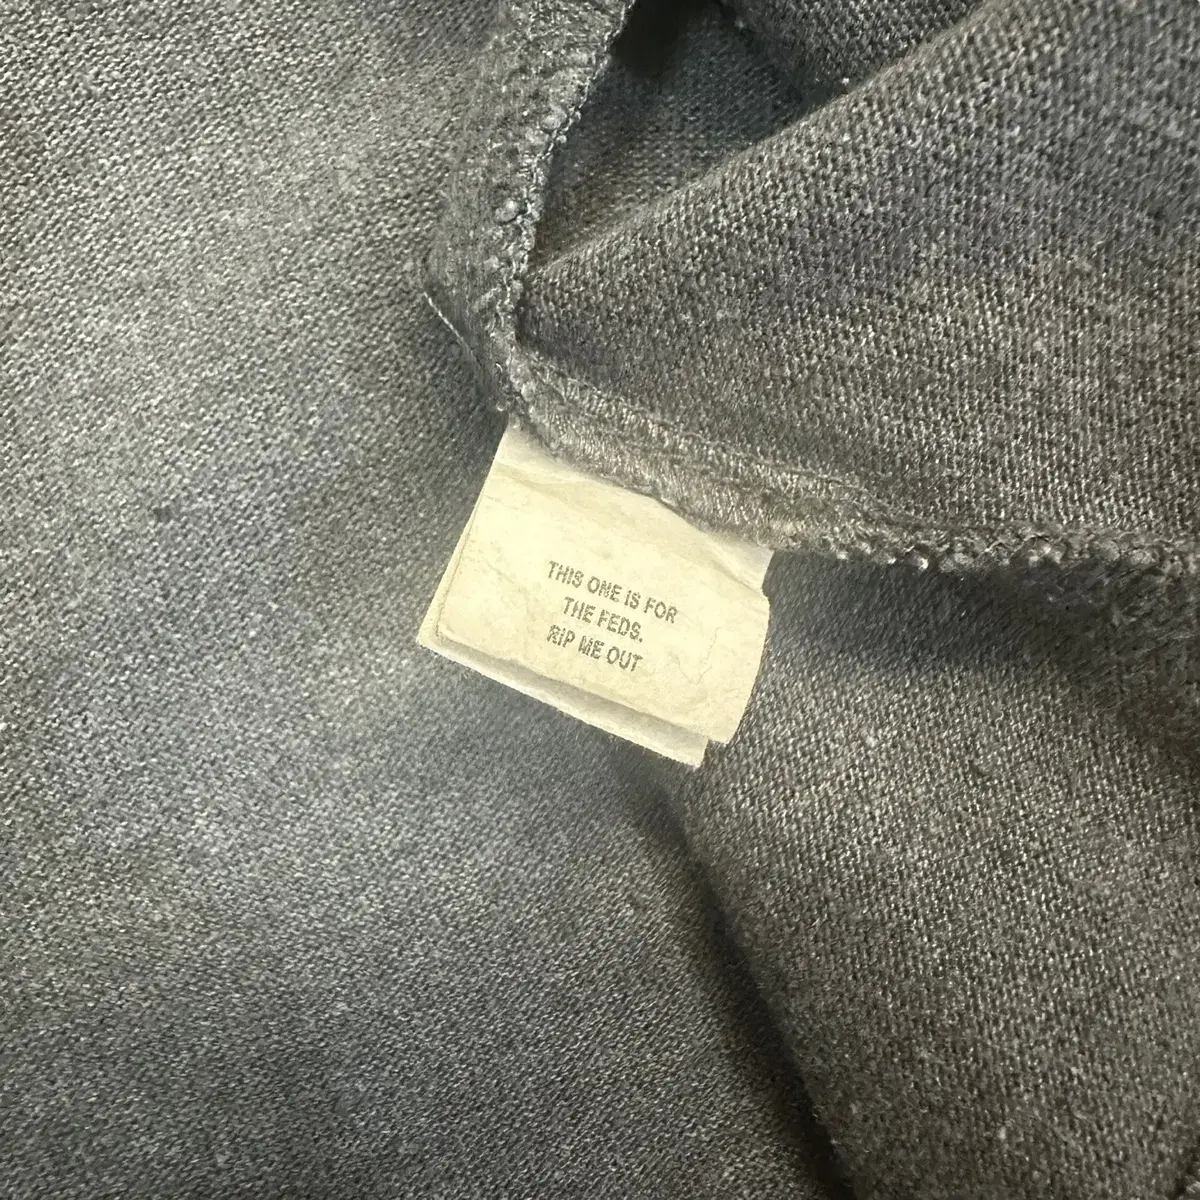 THIS ONE IS FOR
THE FEDS.
RIP ME OUT